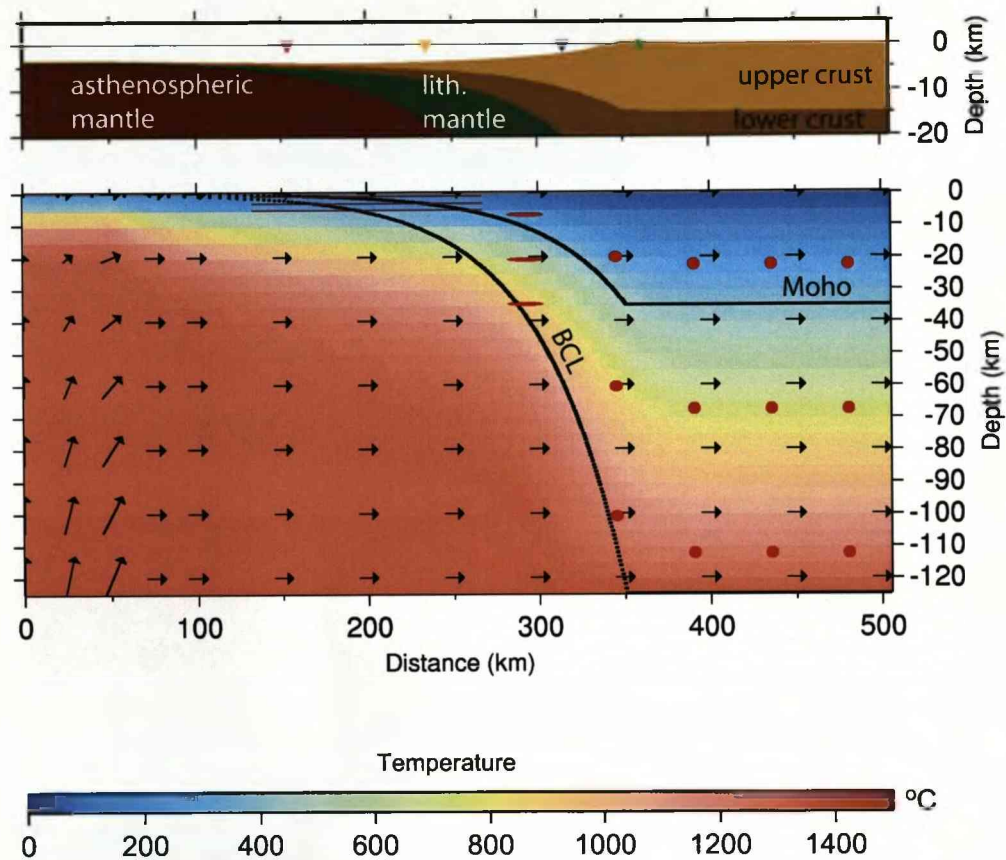 asthenospheric
mantle
lith.
mantle
upper crust
lower crust
0
-10
-20
Depth (km)
0
-10
-20
-30
-40
-50
-60
-70
-80
-90
-100
-110
-120
Depth (km)
Moho
BCL
0 100 200 300 400 500
Distance (km)
Temperature
ºC
0 200 400 600 800 1000 1200 1400